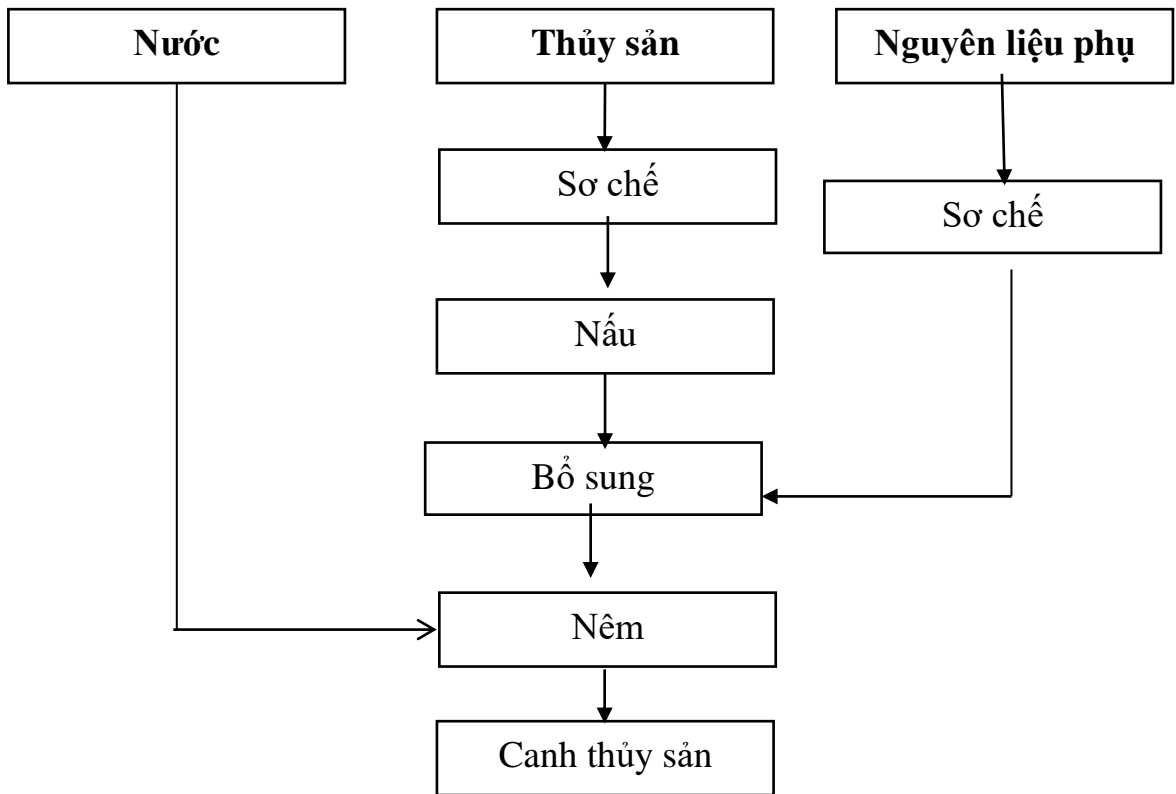 Nước
Thủy sản
Nguyên liệu phụ
Sơ chế
Sơ chế
Nấu
Bổ sung
Nêm
Canh thủy sản